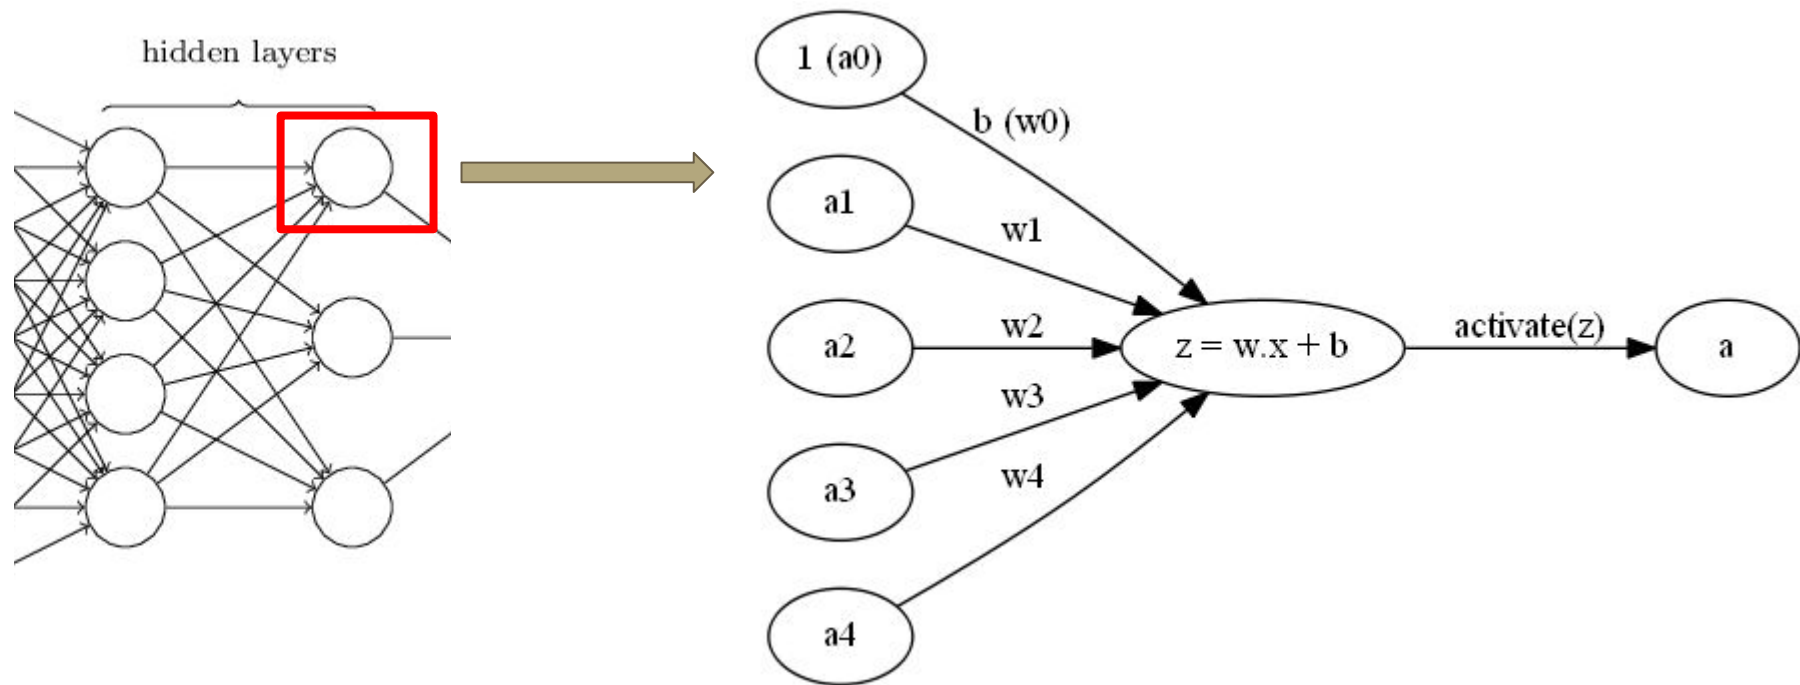 hidden layers
1 (a0)
b (w0)
a1
w1
a2
w2
z = w.x + b
activate(z)
a
w3
a3
w4
a4